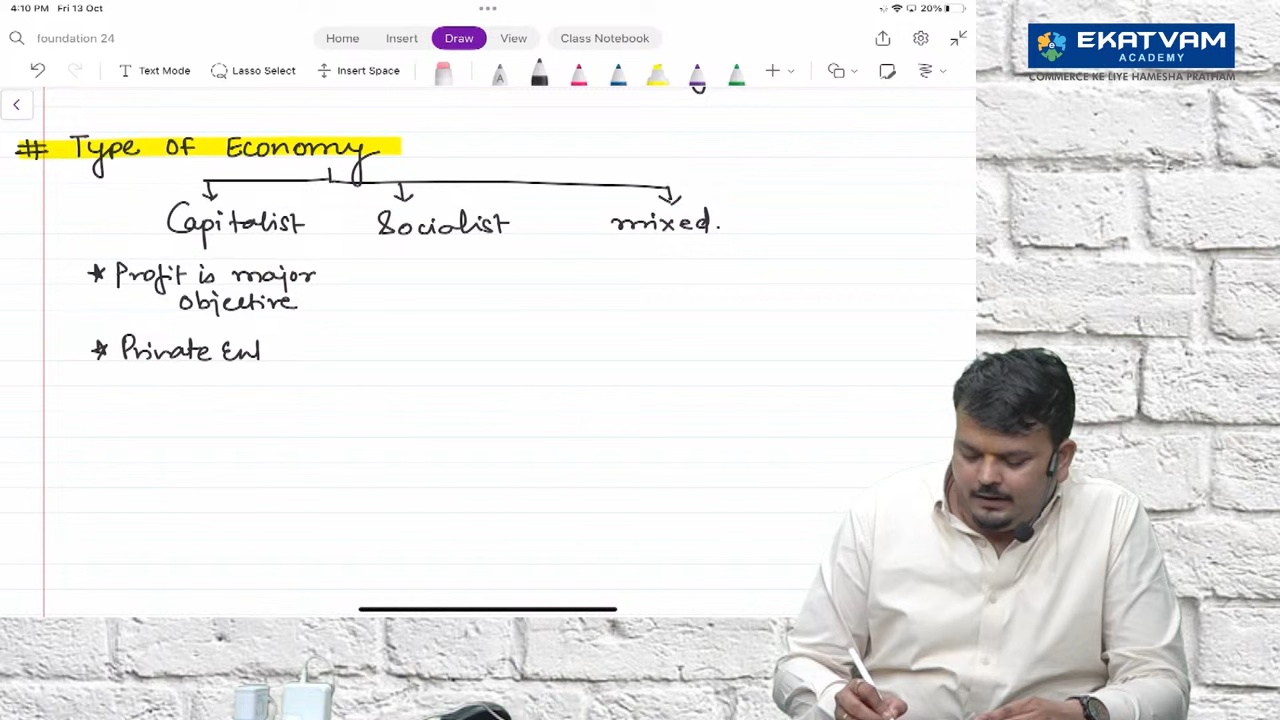 4:10 PM Fri 13 Oct
20%
foundation 24
Home Insert Draw View Class Notebook
Text Mode
Lasso Select
Insert Space
A
# Type of Economy
Capitalist Socialist mixed.
* Profit is major
objective
* Private
EKATVAM
ACADEMY
COMMERCE KE LIYE HAMESHA PRATHAM